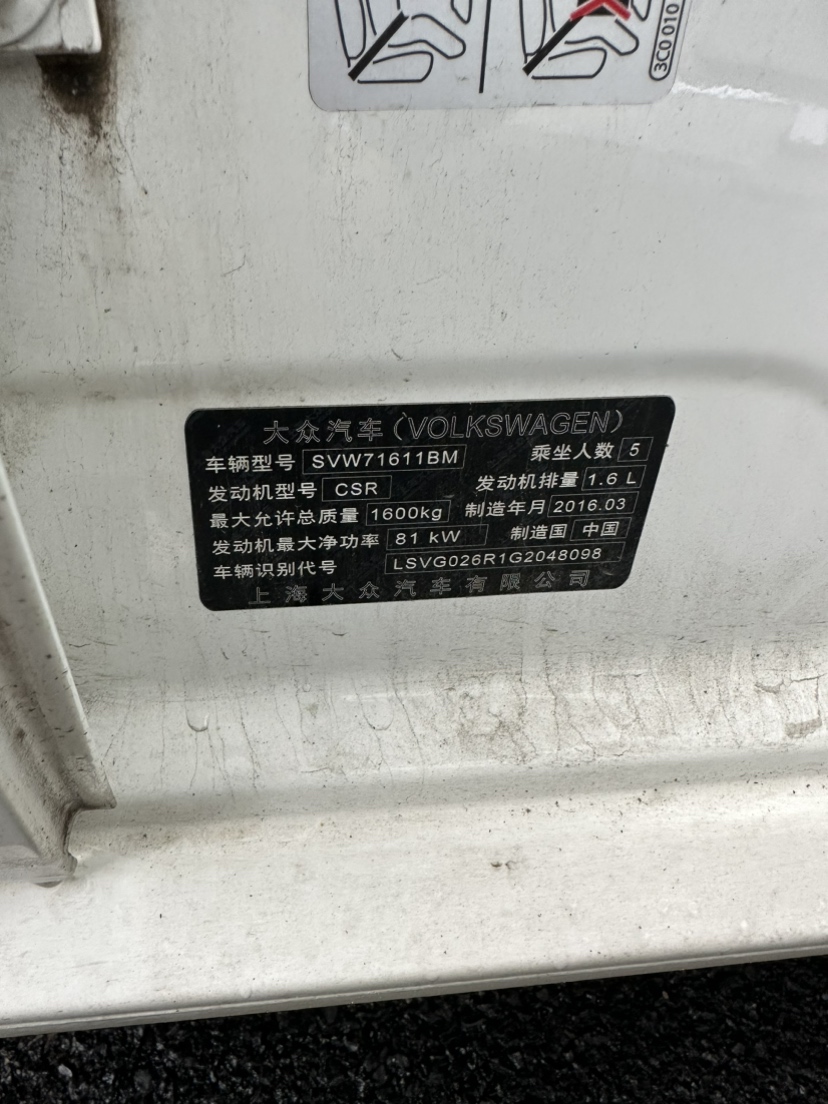 3C0 010
大众汽车(VOLKSWAGEN)
车辆型号 SVW71611BM 乘坐人数 5
发动机型号 CSR 发动机排量 1.6 L
最大允许总质量 1600kg 制造年月 2016.03
发动机最大净功率 81 kW 制造国 中国
车辆识别代号 LSVG026R1G2048098
上海大众汽车有限公司